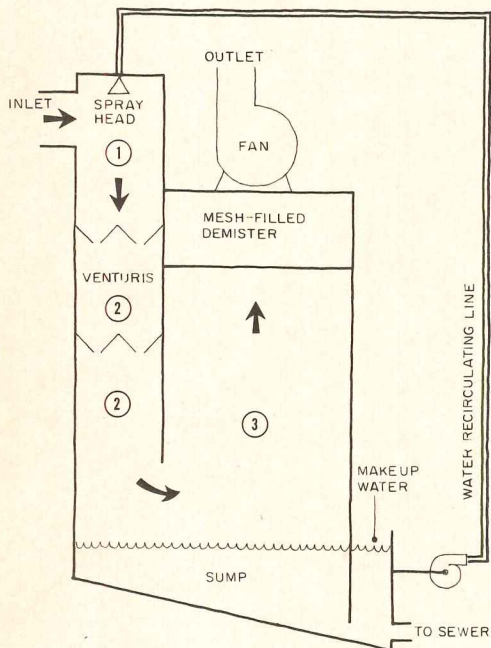 OUTLET
INLET
SPRAY
HEAD
FAN
1
MESH-FILLED
DEMISTER
VENTURIS
2
2
3
WATER RECIRCULATING LINE
MAKEUP
WATER
SUMP
TO SEWER